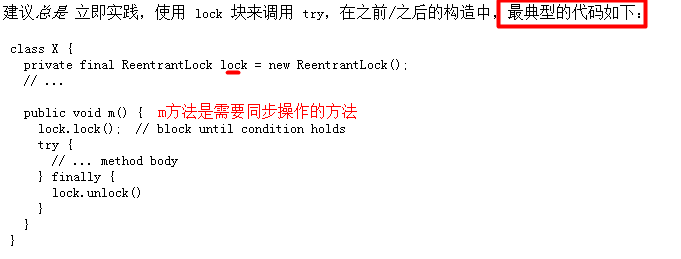 建议总是 立即实践，使用 lock 块来调用 try，在之前/之后的构造中，最典型的代码如下：
class X {
  private final ReentrantLock lock = new ReentrantLock();
  // ...
  public void m() {  m方法是需要同步操作的方法
    lock.lock();  // block until condition holds
    try {
      // ... method body
    } finally {
      lock.unlock()
    }
  }
}